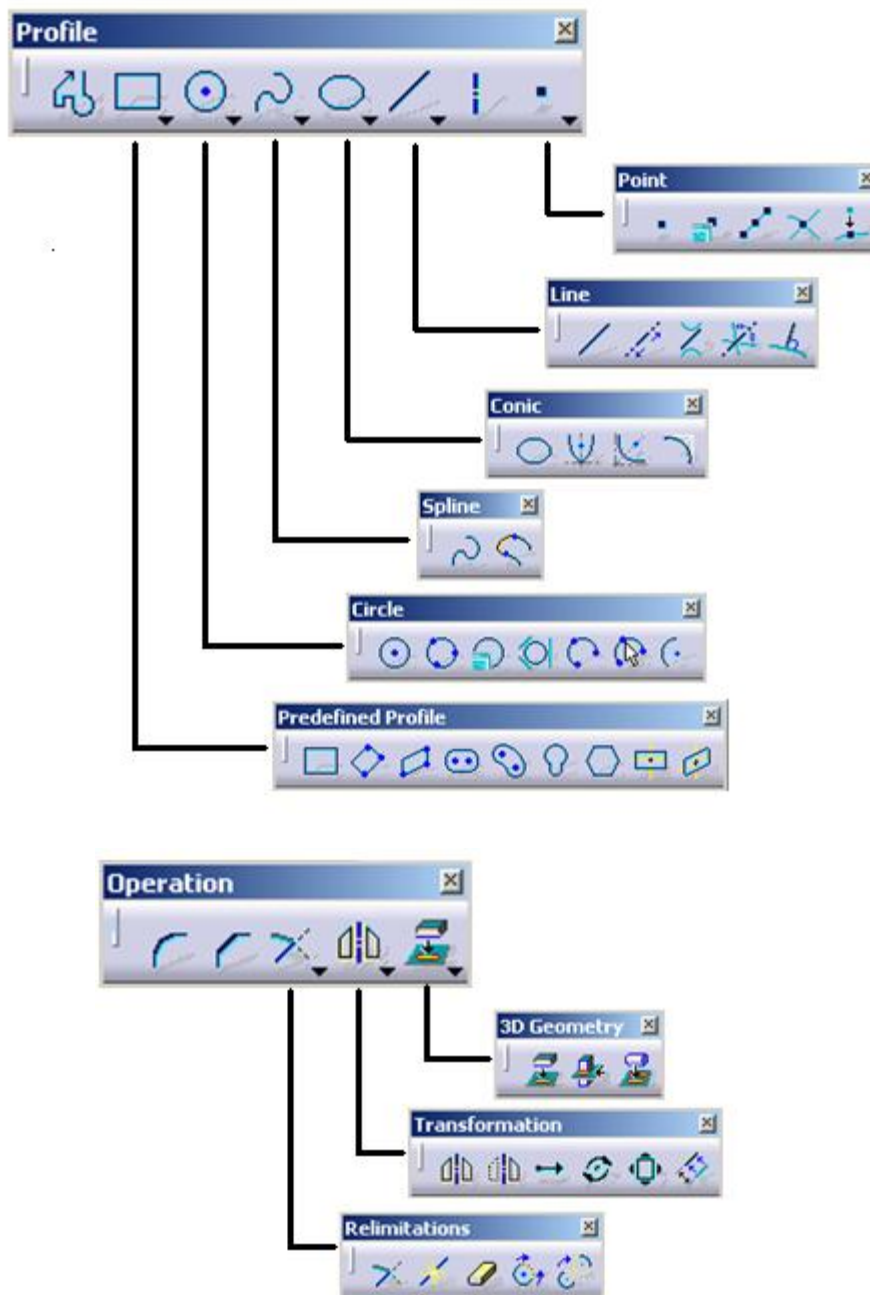 Profile
Point
Line
Conic
Spline
Circle
Predefined Profile
Operation
3D Geometry
Transformation
Relimitations